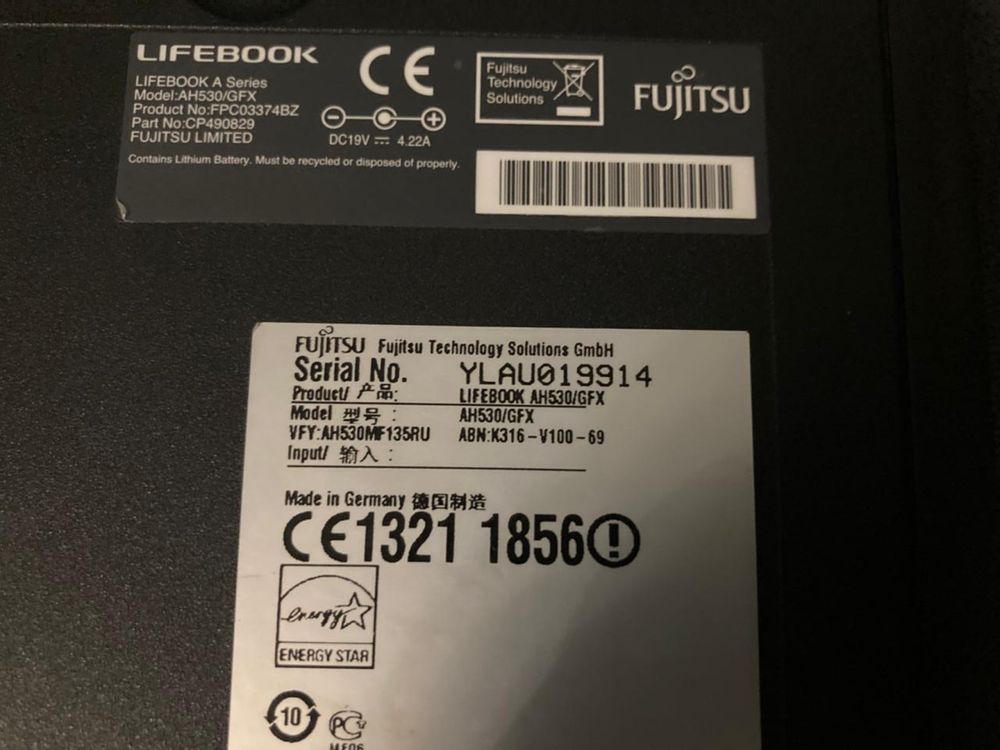 LIFEBOOK
LIFEBOOK A Series
Model:AH530/GFX
Product No:FPC03374BZ
Part No:CP490829
FUJITSU LIMITED
DC19V 4.22A
Contains Lithium Battery. Must be recycled or disposed of properly.
CE
Fujitsu
Technology
Solutions
FUJITSU
FUJITSU Fujitsu Technology Solutions GmbH
Serial No. YLAU019914
Product/ 产品: LIFEBOOK AH530/GFX
Model 型号: AH530/GFX
VFY:AH530MF135RU ABN:K316-V100-69
Input/ 输入:
Made in Germany 德国制造
CE1321 1856
energy
ENERGY STAR
10
PC
ME06